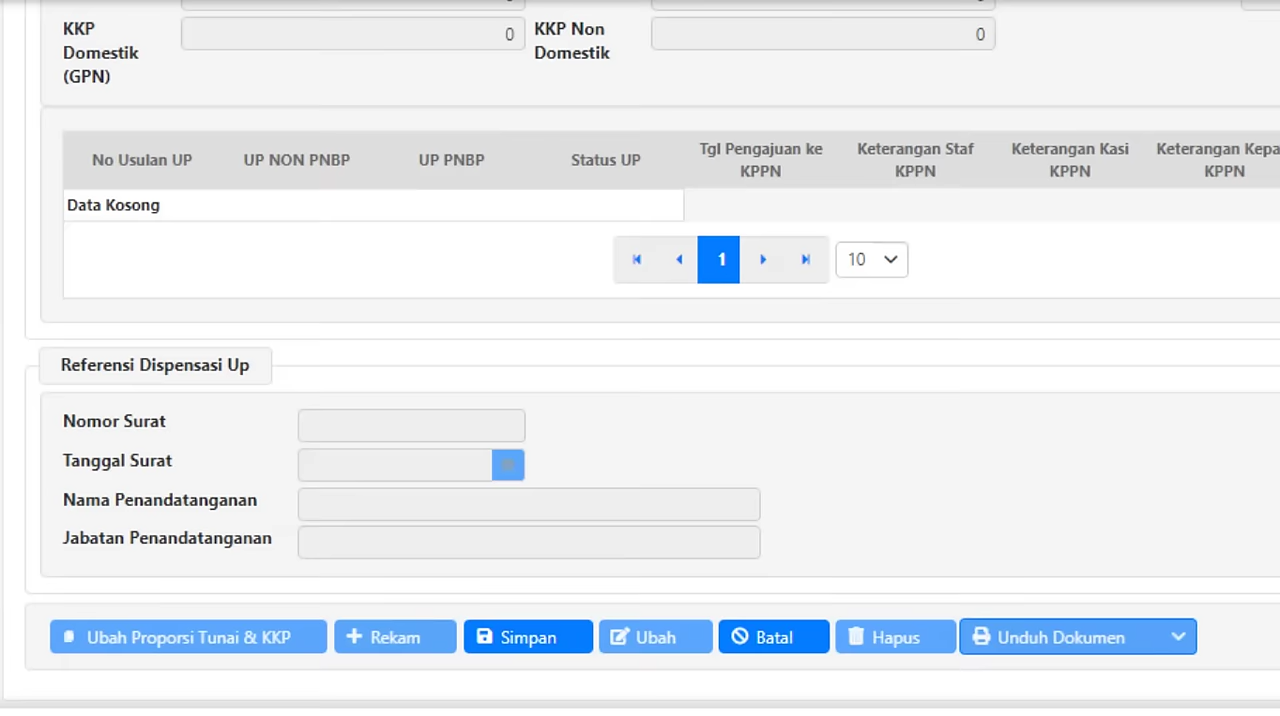 KKP Domestik (GPN) 0 KKP Non Domestik 0
No Usulan UP UP NON PNBP UP PNBP Status UP Tgl Pengajuan ke KPPN Keterangan Staf KPPN Keterangan Kasi KPPN Keterangan Kepa KPPN
Data Kosong
1 10
Referensi Dispensasi Up
Nomor Surat
Tanggal Surat
Nama Penandatanganan
Jabatan Penandatanganan
Ubah Proporsi Tunai & KKP Rekam Simpan Ubah Batal Hapus Unduh Dokumen